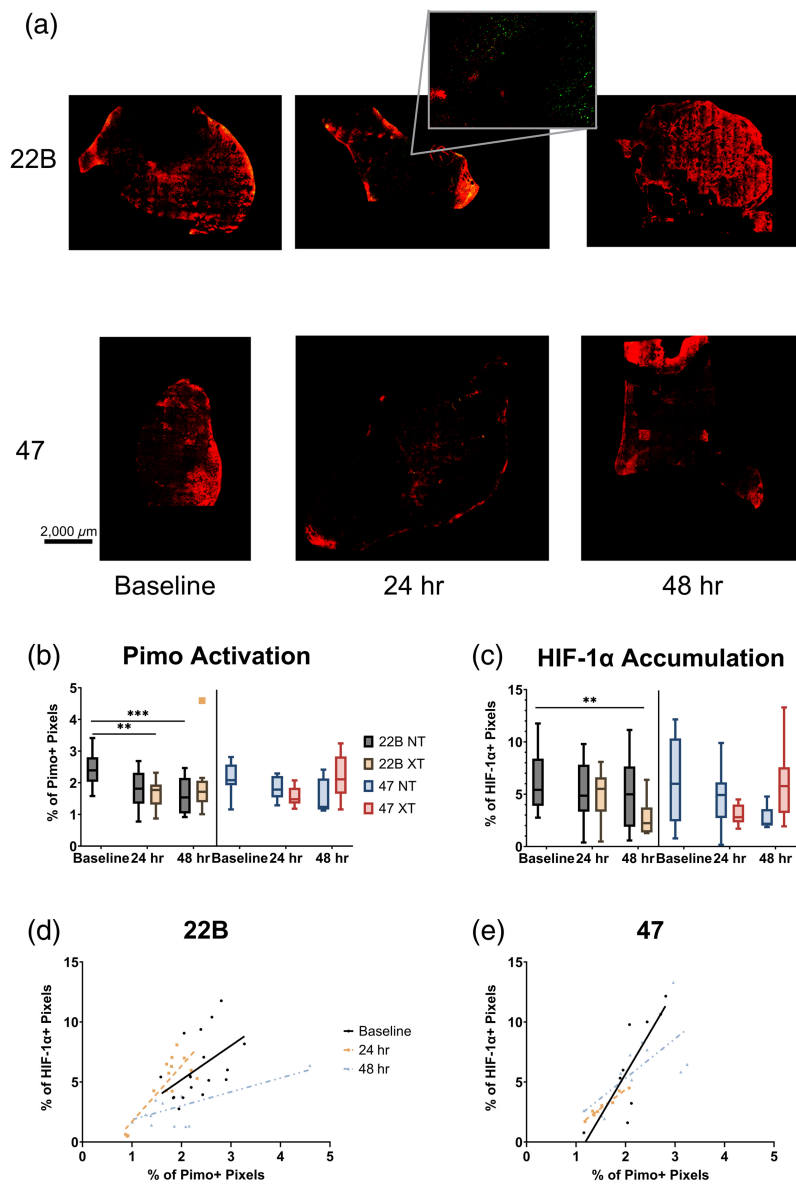 (a)
22B
47
2,000 µm
Baseline 24 hr 48 hr
(b) Pimo Activation
% of Pimo+ Pixels
5
4
3
2
1
0
***
**
22B NT
22B XT
47 NT
47 XT
Baseline 24 hr 48 hr Baseline 24 hr 48 hr
(c) HIF-1α Accumulation
% of HIF-1α+ Pixels
15
10
5
0
**
Baseline 24 hr 48 hr Baseline 24 hr 48 hr
(d) 22B
% of HIF-1α+ Pixels
15
10
5
0
Baseline
24 hr
48 hr
0 1 2 3 4 5
% of Pimo+ Pixels
(e) 47
% of HIF-1α+ Pixels
15
10
5
0
0 1 2 3 4 5
% of Pimo+ Pixels